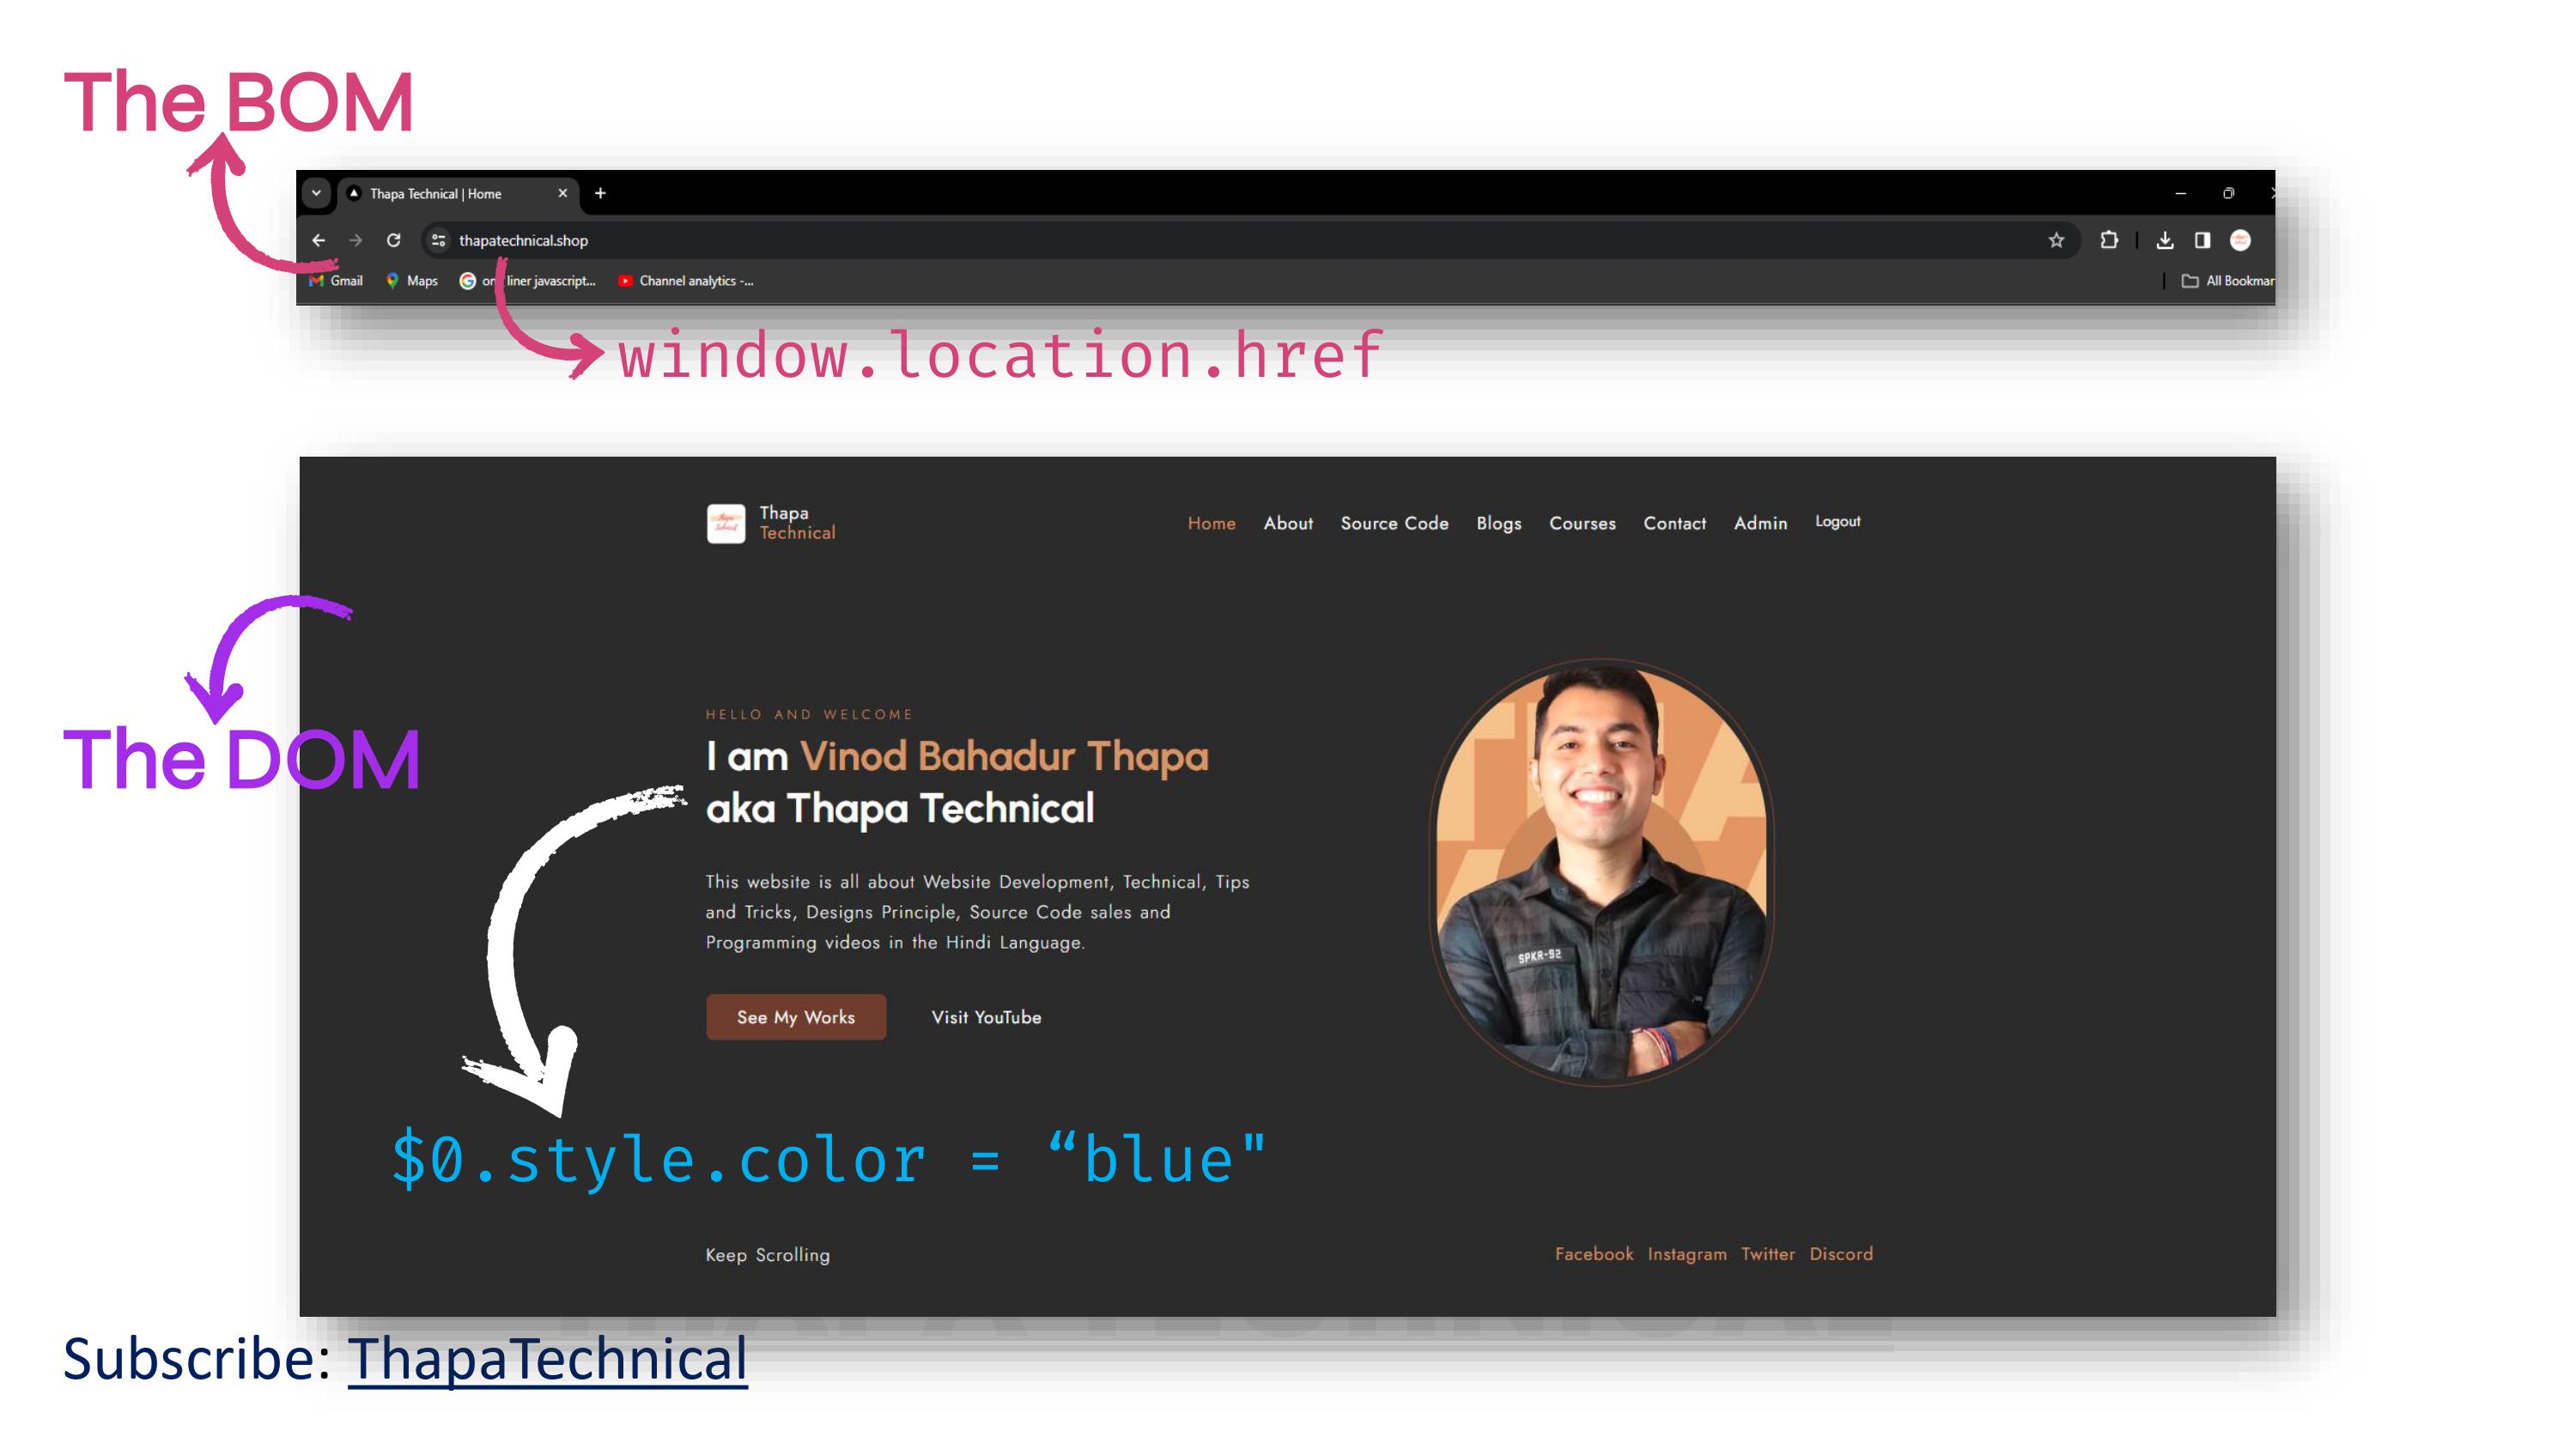 The BOM
Thapa Technical | Home
thapatechnical.shop
Gmail Maps liner javascript... Channel analytics -... All Bookmar
window.location.href
Thapa
Technical
Home About Source Code Blogs Courses Contact Admin Logout
The DOM
HELLO AND WELCOME
I am Vinod Bahadur Thapa
aka Thapa Technical
This website is all about Website Development, Technical, Tips
and Tricks, Designs Principle, Source Code sales and
Programming videos in the Hindi Language.
SPKR-92
See My Works Visit YouTube
$0.style.color = “blue"
Keep Scrolling Facebook Instagram Twitter Discord
Subscribe: ThapaTechnical